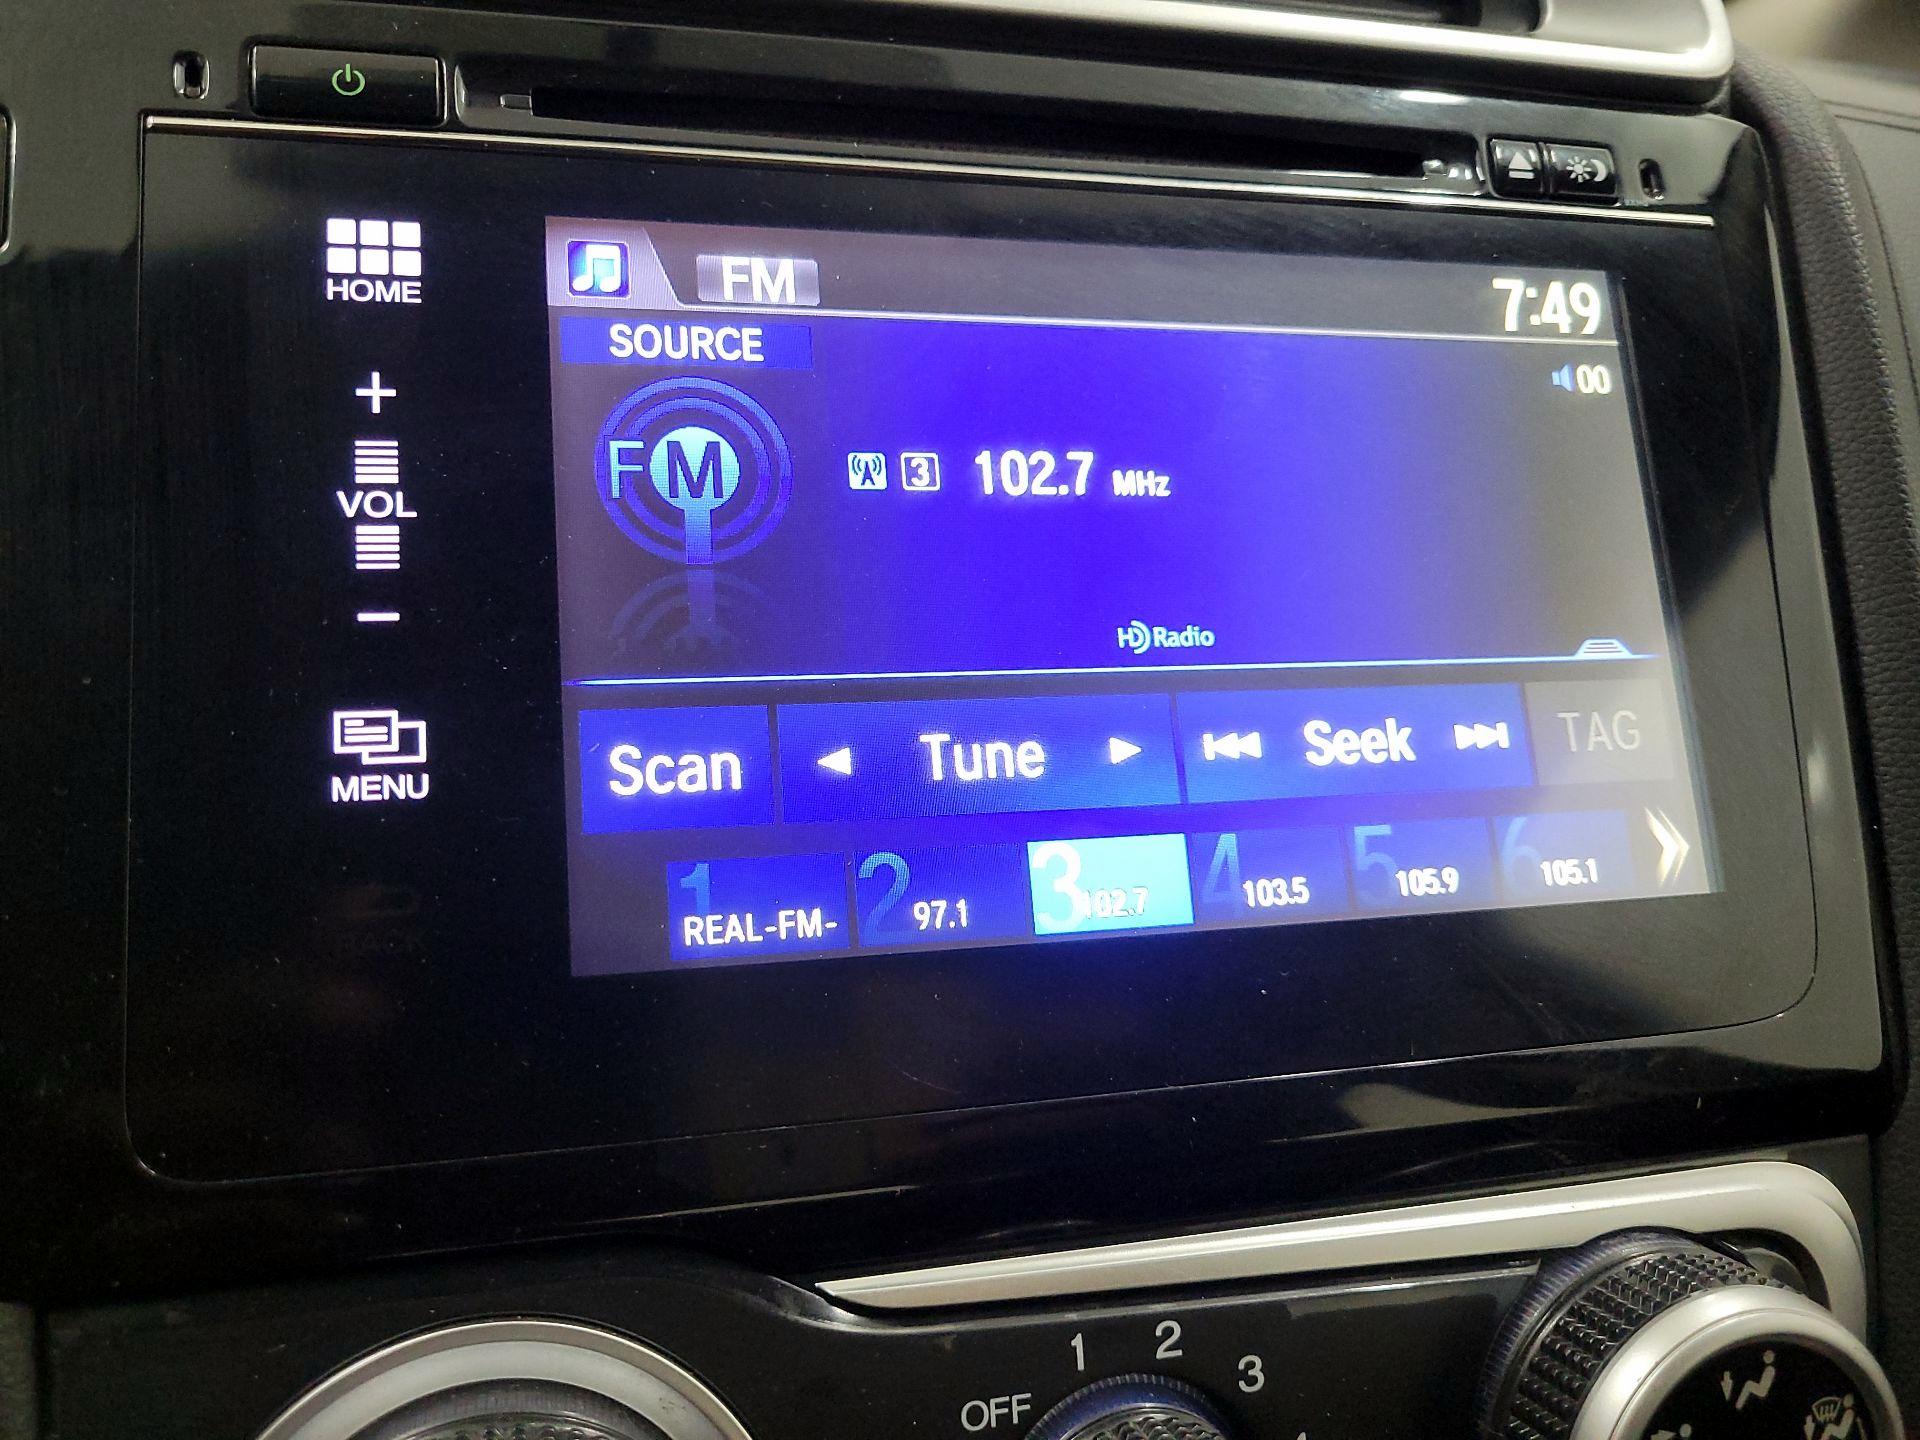 HOME
+
VOL
−
MENU
FM
7:49
SOURCE
00
FM
3 102.7 MHz
HD Radio
Scan
Tune
Seek
TAG
1 REAL-FM-
2 97.1
3 102.7
4 103.5
5 105.9
6 105.1
OFF 1 2 3